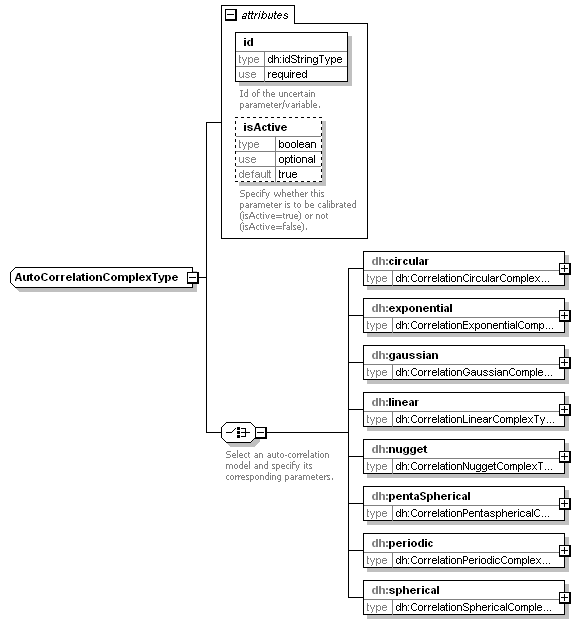 attributes
id
type dh:idStringType
use required
Id of the uncertain
parameter/variable.
isActive
type boolean
use optional
default true
Specify whether this
parameter is to be calibrated
(isActive=true) or not
(isActive=false).
AutoCorrelationComplexType
Select an auto-correlation
model and specify its
corresponding parameters.
dh:circular
type dh:CorrelationCircularComplex...
dh:exponential
type dh:CorrelationExponentialComp...
dh:gaussian
type dh:CorrelationGaussianComple...
dh:linear
type dh:CorrelationLinearComplexTy...
dh:nugget
type dh:CorrelationNuggetComplexT...
dh:pentaSpherical
type dh:CorrelationPentasphericalC...
dh:periodic
type dh:CorrelationPeriodicComplex...
dh:spherical
type dh:CorrelationSphericalComple...